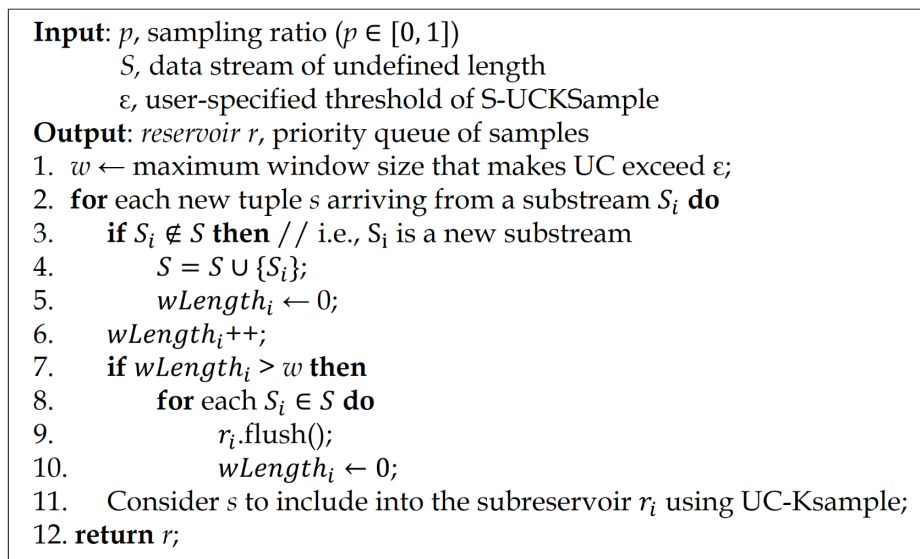 Input: p, sampling ratio (p ∈ [0, 1])
S, data stream of undefined length
ε, user-specified threshold of S-UCKSample
Output: reservoir r, priority queue of samples
1. w ← maximum window size that makes UC exceed ε;
2. for each new tuple s arriving from a substream Sᵢ do
3. if Sᵢ ∉ S then // i.e., Sᵢ is a new substream
4. S = S ∪ {Sᵢ};
5. wLengthᵢ ← 0;
6. wLengthᵢ++;
7. if wLengthᵢ > w then
8. for each Sᵢ ∈ S do
9. rᵢ.flush();
10. wLengthᵢ ← 0;
11. Consider s to include into the subreservoir rᵢ using UC-Ksample;
12. return r;